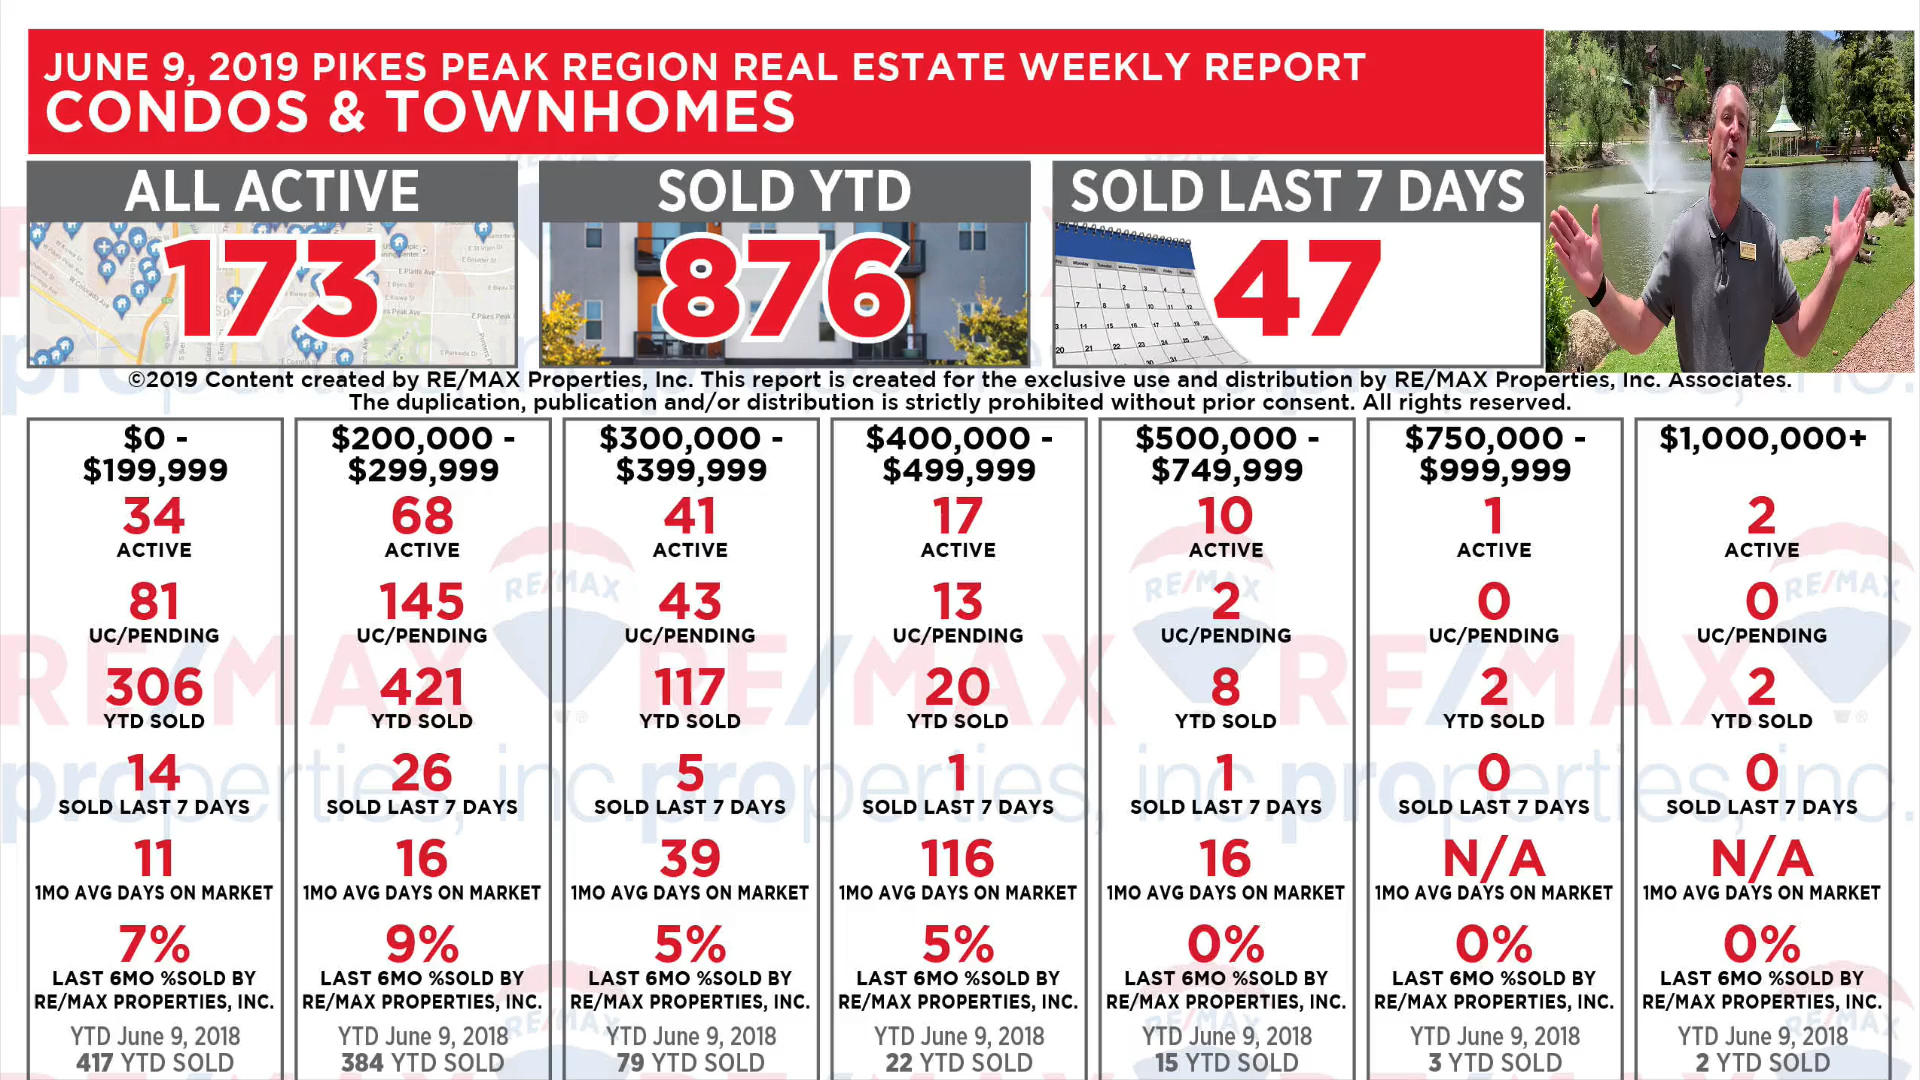 JUNE 9, 2019 PIKES PEAK REGION REAL ESTATE WEEKLY REPORT
CONDOS & TOWNHOMES
ALL ACTIVE
173
SOLD YTD
876
SOLD LAST 7 DAYS
47
©2019 Content created by RE/MAX Properties, Inc. This report is created for the exclusive use and distribution by RE/MAX Properties, Inc. Associates.
The duplication, publication and/or distribution is strictly prohibited without prior consent. All rights reserved.
$0 -
$199,999
34
ACTIVE
81
UC/PENDING
306
YTD SOLD
14
SOLD LAST 7 DAYS
11
1MO AVG DAYS ON MARKET
7%
LAST 6MO %SOLD BY
RE/MAX PROPERTIES, INC.
YTD June 9, 2018
417 YTD SOLD
$200,000 -
$299,999
68
ACTIVE
145
UC/PENDING
421
YTD SOLD
26
SOLD LAST 7 DAYS
16
1MO AVG DAYS ON MARKET
9%
LAST 6MO %SOLD BY
RE/MAX PROPERTIES, INC.
YTD June 9, 2018
384 YTD SOLD
$300,000 -
$399,999
41
ACTIVE
43
UC/PENDING
117
YTD SOLD
5
SOLD LAST 7 DAYS
39
1MO AVG DAYS ON MARKET
5%
LAST 6MO %SOLD BY
RE/MAX PROPERTIES, INC.
YTD June 9, 2018
79 YTD SOLD
$400,000 -
$499,999
17
ACTIVE
13
UC/PENDING
20
YTD SOLD
1
SOLD LAST 7 DAYS
116
1MO AVG DAYS ON MARKET
5%
LAST 6MO %SOLD BY
RE/MAX PROPERTIES, INC.
YTD June 9, 2018
22 YTD SOLD
$500,000 -
$749,999
10
ACTIVE
2
UC/PENDING
8
YTD SOLD
1
SOLD LAST 7 DAYS
16
1MO AVG DAYS ON MARKET
0%
LAST 6MO %SOLD BY
RE/MAX PROPERTIES, INC.
YTD June 9, 2018
15 YTD SOLD
$750,000 -
$999,999
1
ACTIVE
0
UC/PENDING
2
YTD SOLD
0
SOLD LAST 7 DAYS
N/A
1MO AVG DAYS ON MARKET
0%
LAST 6MO %SOLD BY
RE/MAX PROPERTIES, INC.
YTD June 9, 2018
3 YTD SOLD
$1,000,000+
2
ACTIVE
0
UC/PENDING
2
YTD SOLD
0
SOLD LAST 7 DAYS
N/A
1MO AVG DAYS ON MARKET
0%
LAST 6MO %SOLD BY
RE/MAX PROPERTIES, INC.
YTD June 9, 2018
2 YTD SOLD